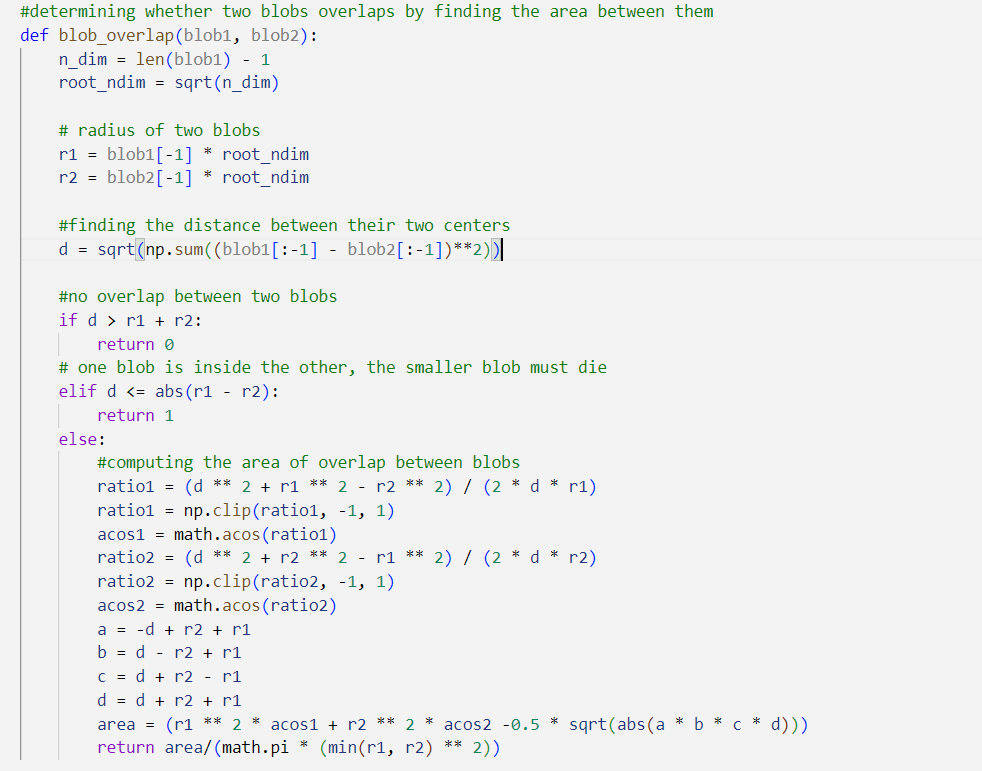 #determining whether two blobs overlaps by finding the area between them
def blob_overlap(blob1, blob2):
    n_dim = len(blob1) - 1
    root_ndim = sqrt(n_dim)

    # radius of two blobs
    r1 = blob1[-1] * root_ndim
    r2 = blob2[-1] * root_ndim

    #finding the distance between their two centers
    d = sqrt(np.sum((blob1[:-1] - blob2[:-1])**2))

    #no overlap between two blobs
    if d > r1 + r2:
        return 0
    # one blob is inside the other, the smaller blob must die
    elif d <= abs(r1 - r2):
        return 1
    else:
        #computing the area of overlap between blobs
        ratio1 = (d ** 2 + r1 ** 2 - r2 ** 2) / (2 * d * r1)
        ratio1 = np.clip(ratio1, -1, 1)
        acos1 = math.acos(ratio1)
        ratio2 = (d ** 2 + r2 ** 2 - r1 ** 2) / (2 * d * r2)
        ratio2 = np.clip(ratio2, -1, 1)
        acos2 = math.acos(ratio2)
        a = -d + r2 + r1
        b = d - r2 + r1
        c = d + r2 - r1
        d = d + r2 + r1
        area = (r1 ** 2 * acos1 + r2 ** 2 * acos2 -0.5 * sqrt(abs(a * b * c * d)))
        return area/(math.pi * (min(r1, r2) ** 2))